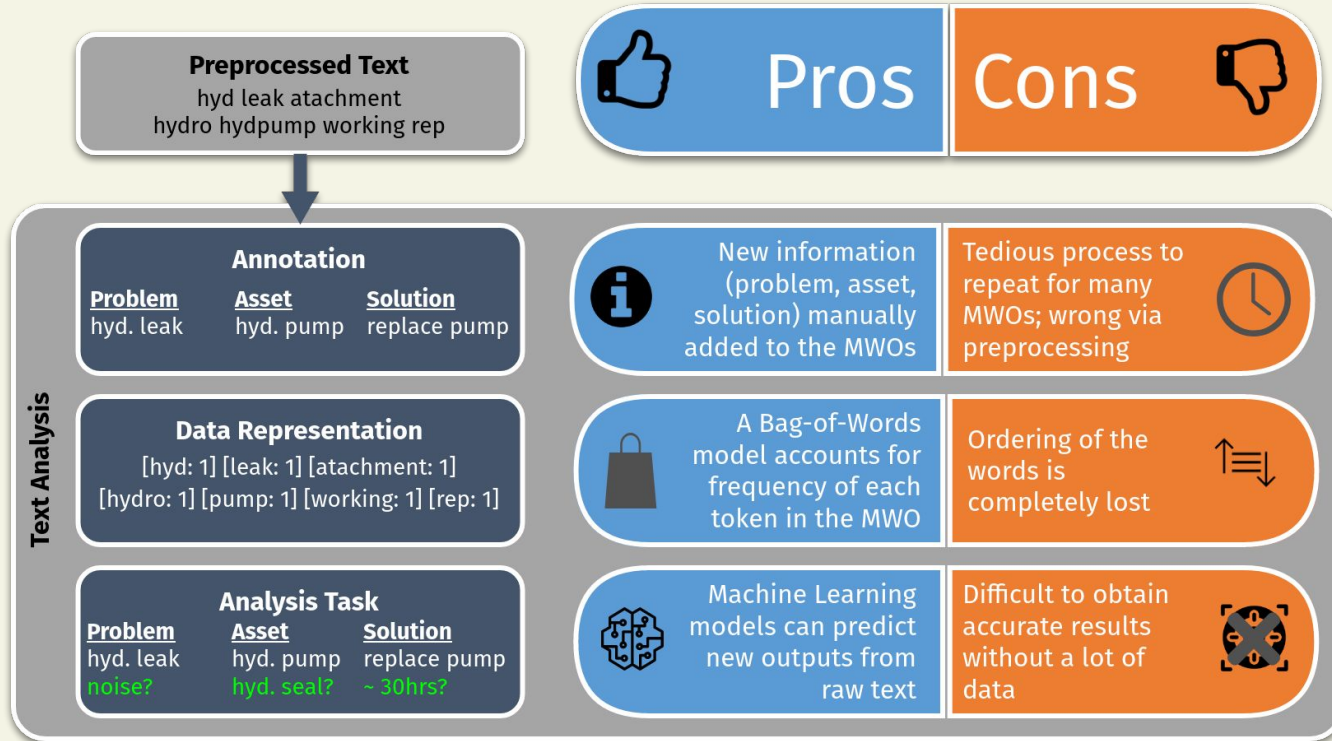 Preprocessed Text
hyd leak atachment
hydro hydpump working rep
Pros
Cons
Text Analysis
Annotation
Problem Asset Solution
hyd. leak hyd. pump replace pump
New information
(problem, asset,
solution) manually
added to the MWOs
Tedious process to
repeat for many
MWOs; wrong via
preprocessing
Data Representation
[hyd: 1] [leak: 1] [atachment: 1]
[hydro: 1] [pump: 1] [working: 1] [rep: 1]
A Bag-of-Words
model accounts for
frequency of each
token in the MWO
Ordering of the
words is
completely lost
Analysis Task
Problem Asset Solution
hyd. leak hyd. pump replace pump
noise? hyd. seal? ~ 30hrs?
Machine Learning
models can predict
new outputs from
raw text
Difficult to obtain
accurate results
without a lot of
data